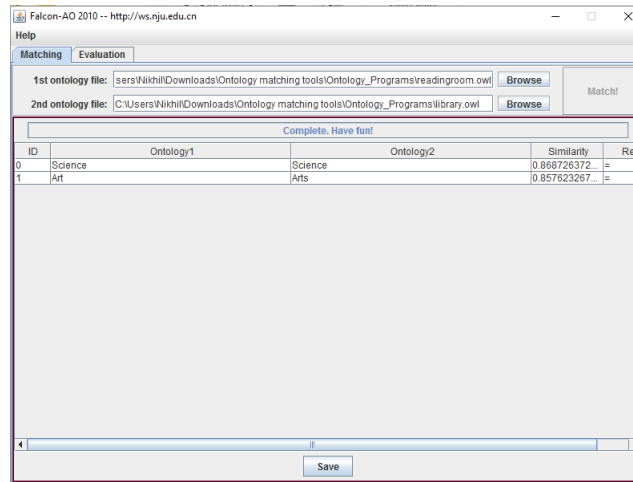 Falcon-AO 2010 -- http://ws.nju.edu.cn
Help
Matching Evaluation
1st ontology file: sers\Nikhil\Downloads\Ontology matching tools\Ontology_Programs\readingroom.owl Browse
Match!
2nd ontology file: C:\Users\Nikhil\Downloads\Ontology matching tools\Ontology_Programs\library.owl Browse
Complete. Have fun!
ID Ontology1 Ontology2 Similarity Re
0 Science Science 0.868726372... =
1 Art Arts 0.857623267... =
Save